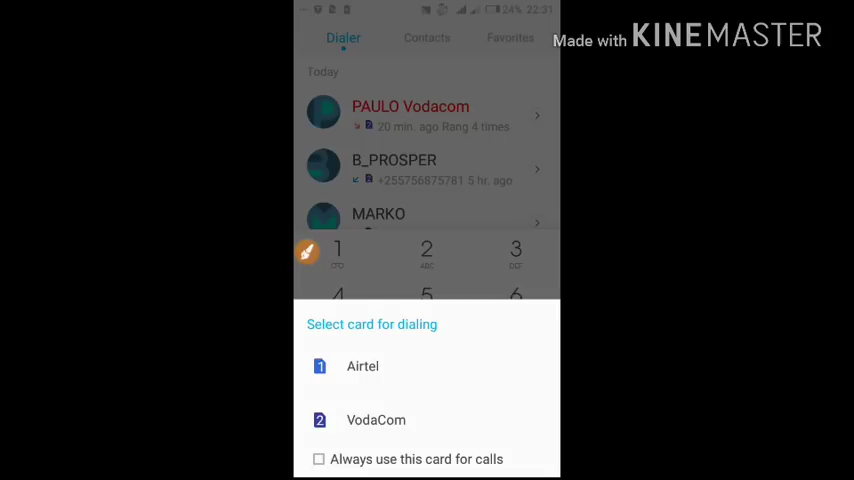 24% 22:31
Dialer Contacts Favorites
Made with KINEMASTER
Today
PAULO Vodacom
20 min. ago Rang 4 times
B_PROSPER
+255756875781 5 hr. ago
MARKO
1 2 3
ABC DEF
4 5 6
Select card for dialing
1 Airtel
2 VodaCom
Always use this card for calls